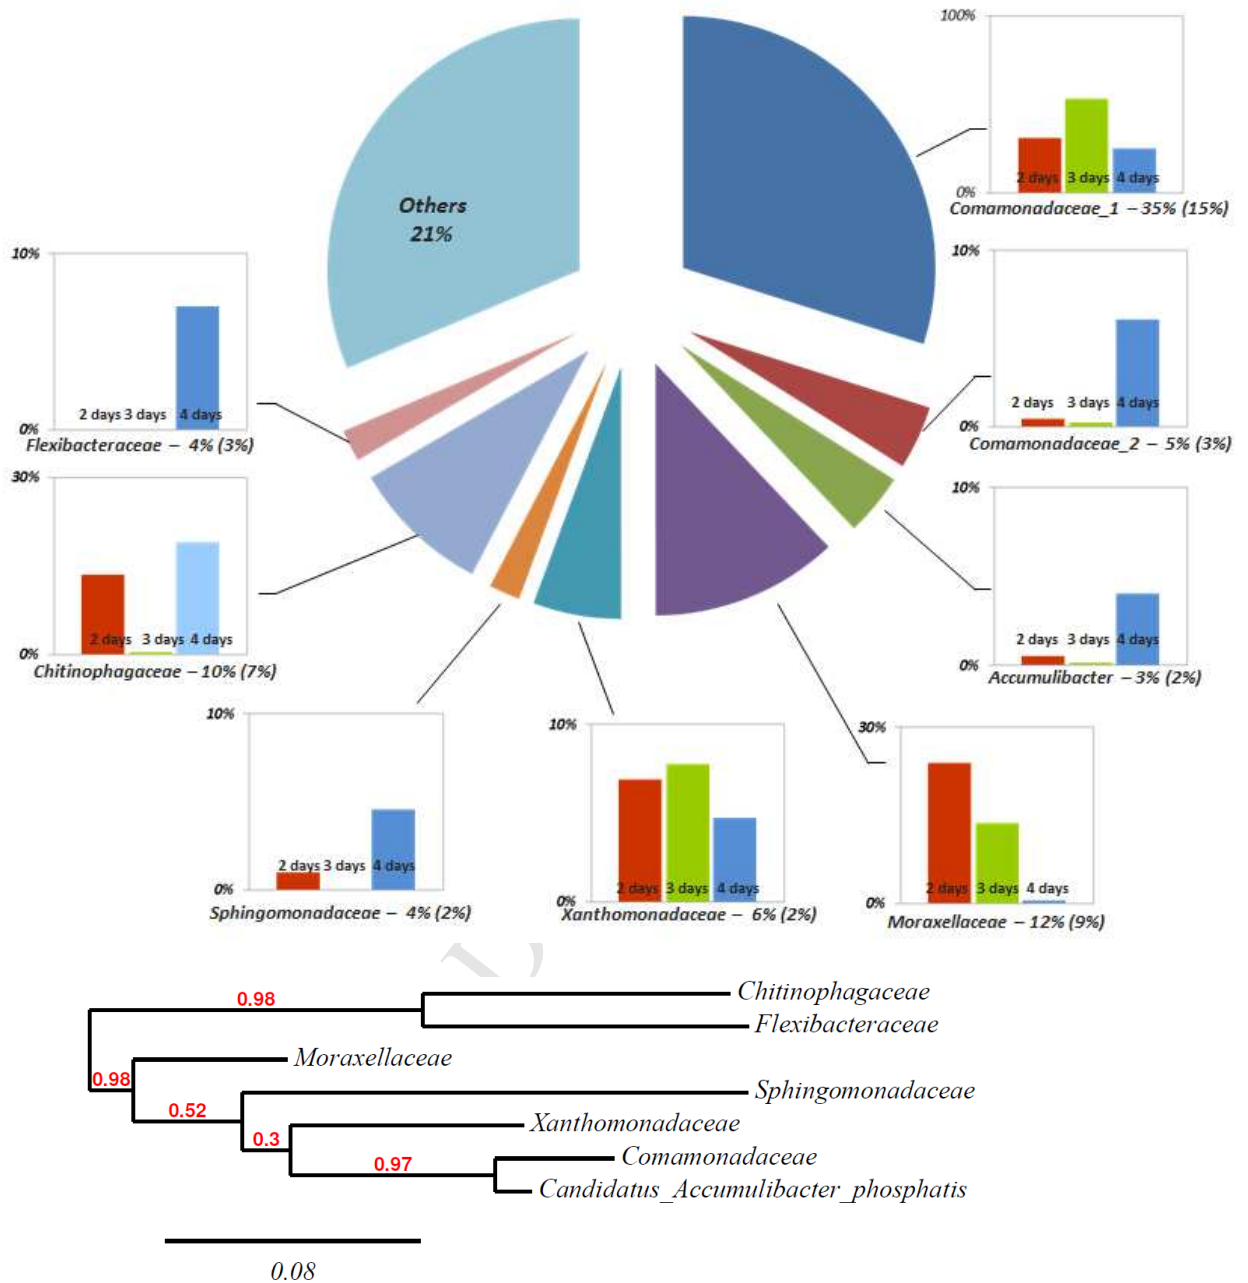 100%
0%
2 days 3 days 4 days
Comamonadaceae_1 – 35% (15%)
Others
21%
10%
0%
2 days 3 days 4 days
Flexibacteraceae – 4% (3%)
10%
0%
2 days 3 days 4 days
Comamonadaceae_2 – 5% (3%)
30%
0%
2 days 3 days 4 days
Chitinophagaceae – 10% (7%)
10%
0%
2 days 3 days 4 days
Accumulibacter – 3% (2%)
10%
0%
2 days 3 days 4 days
Sphingomonadaceae – 4% (2%)
10%
0%
2 days 3 days 4 days
Xanthomonadaceae – 6% (2%)
30%
0%
2 days 3 days 4 days
Moraxellaceae – 12% (9%)
0.98
Chitinophagaceae
Flexibacteraceae
0.98
Moraxellaceae
0.52
Sphingomonadaceae
0.3
Xanthomonadaceae
0.97
Comamonadaceae
Candidatus_Accumulibacter_phosphatis
0.08